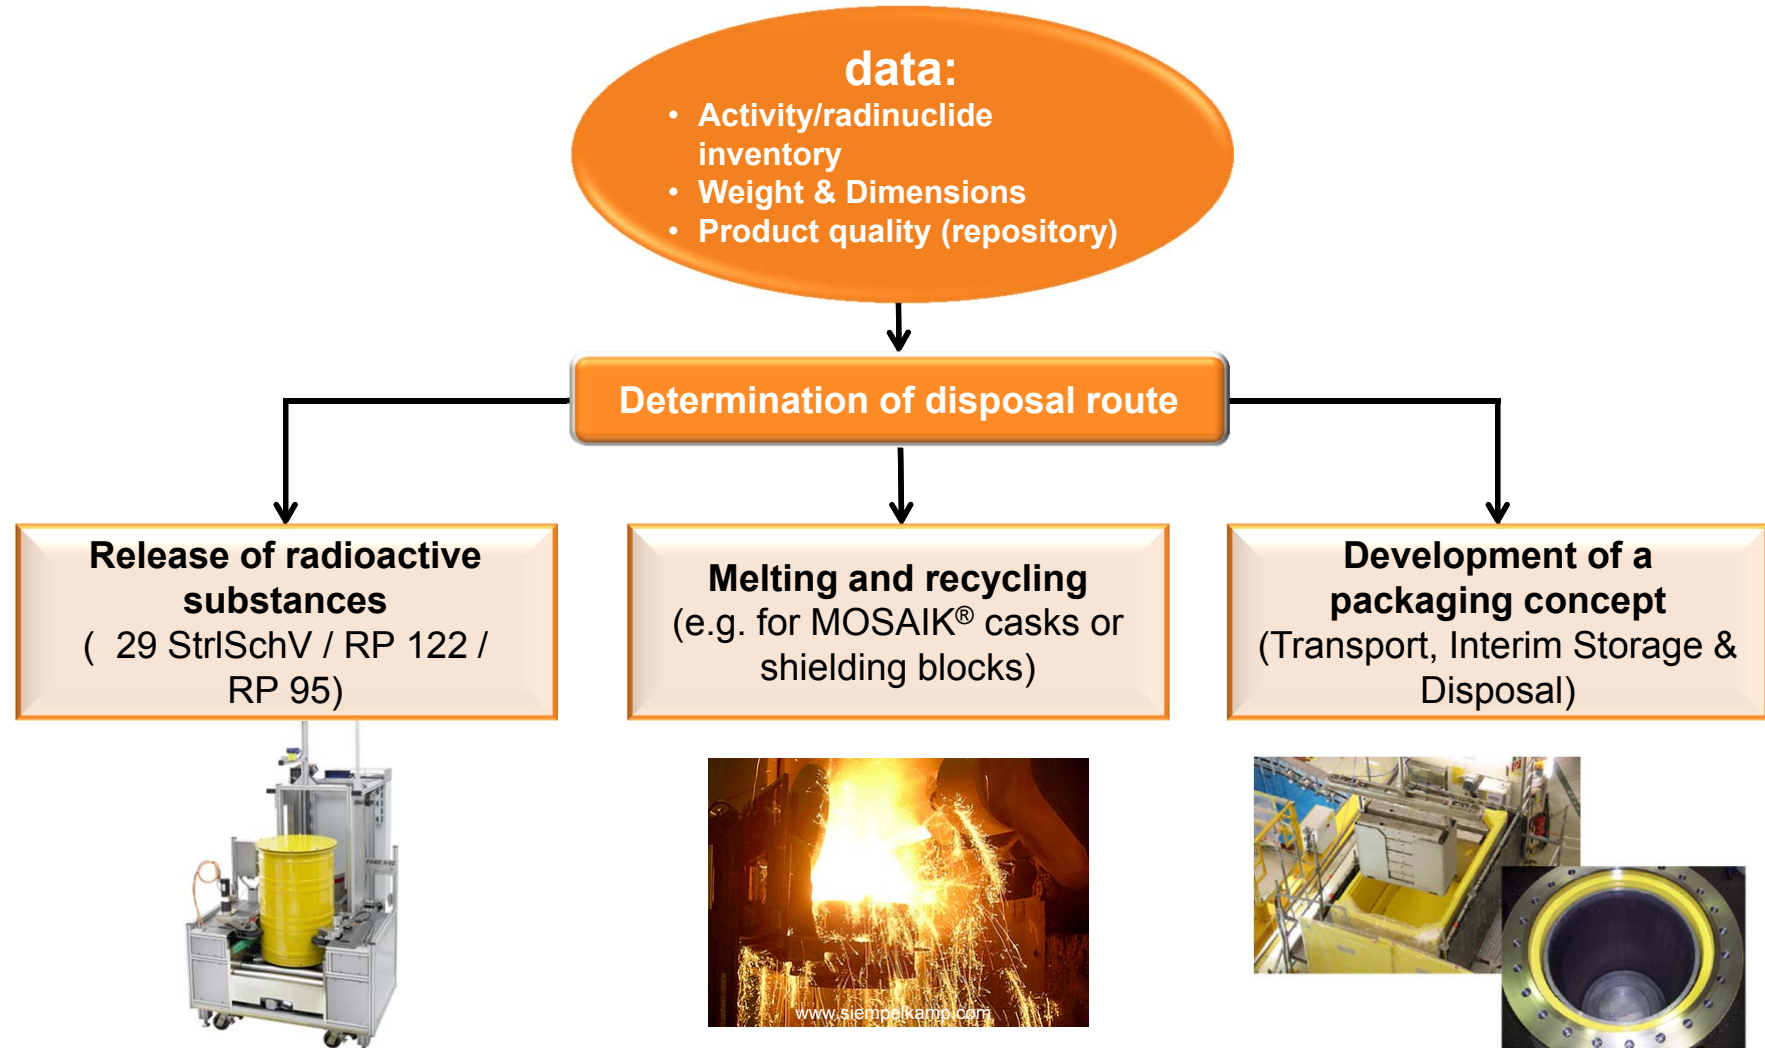 data:
• Activity/radinuclide
inventory
• Weight & Dimensions
• Product quality (repository)
Determination of disposal route
Release of radioactive
substances
( 29 StrlSchV / RP 122 /
RP 95)
Melting and recycling
(e.g. for MOSAIK® casks or
shielding blocks)
Development of a
packaging concept
(Transport, Interim Storage &
Disposal)
www.siempelkamp.com